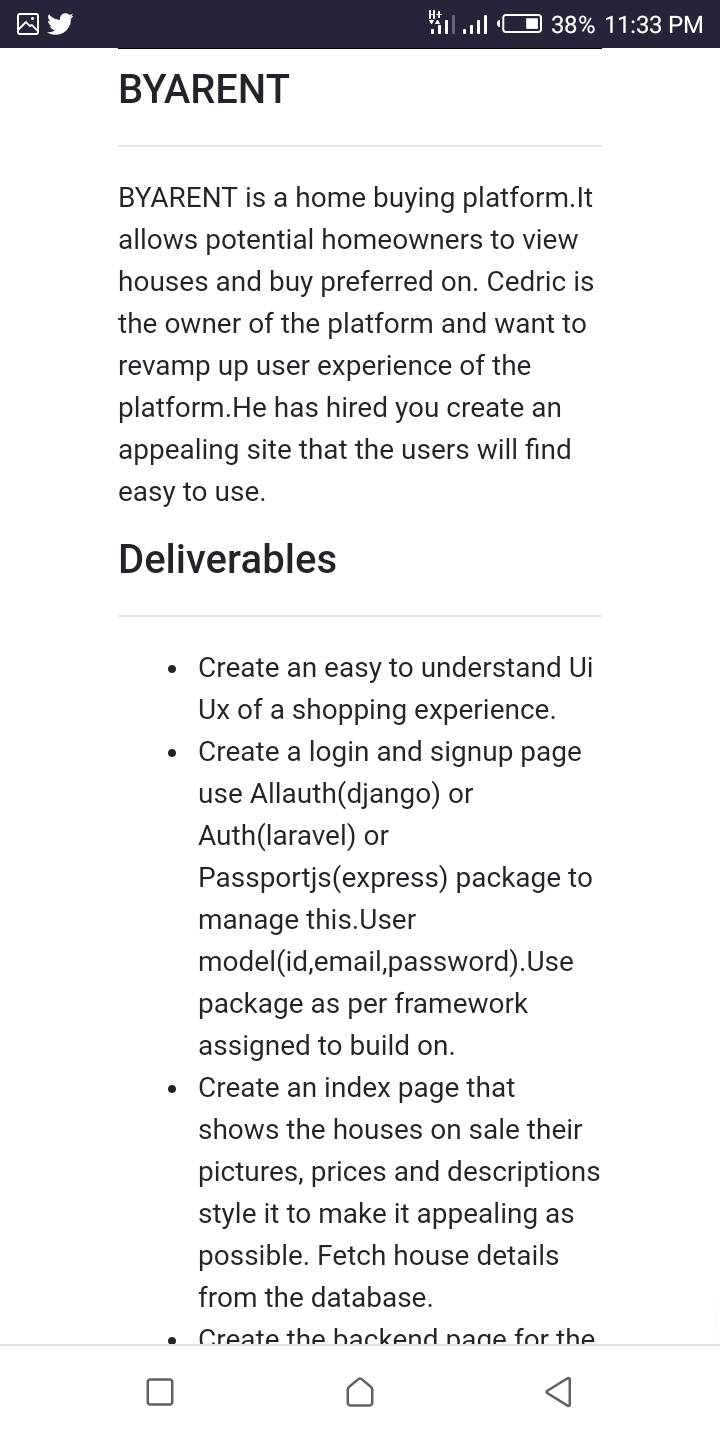 H+
38% 11:33 PM
BYARENT
BYARENT is a home buying platform.It
allows potential homeowners to view
houses and buy preferred on. Cedric is
the owner of the platform and want to
revamp up user experience of the
platform.He has hired you create an
appealing site that the users will find
easy to use.
Deliverables
• Create an easy to understand Ui
Ux of a shopping experience.
• Create a login and signup page
use Allauth(django) or
Auth(laravel) or
Passportjs(express) package to
manage this.User
model(id,email,password).Use
package as per framework
assigned to build on.
• Create an index page that
shows the houses on sale their
pictures, prices and descriptions
style it to make it appealing as
possible. Fetch house details
from the database.
• Create the backend page for the